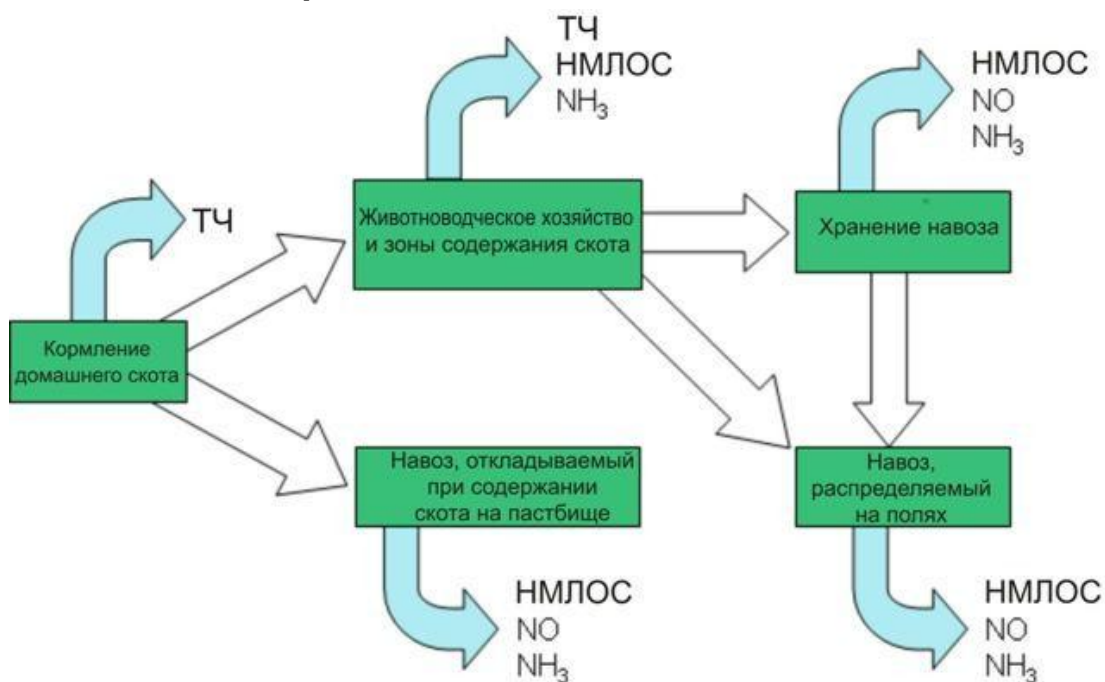 ТЧ
НМЛОС
NH₃
НМЛОС
NO
NH₃
ТЧ
Животноводческое хозяйство
и зоны содержания скота
Хранение навоза
Кормление
домашнего скота
Навоз, откладываемый
при содержании
скота на пастбище
Навоз,
распределяемый
на полях
НМЛОС
NO
NH₃
НМЛОС
NO
NH₃